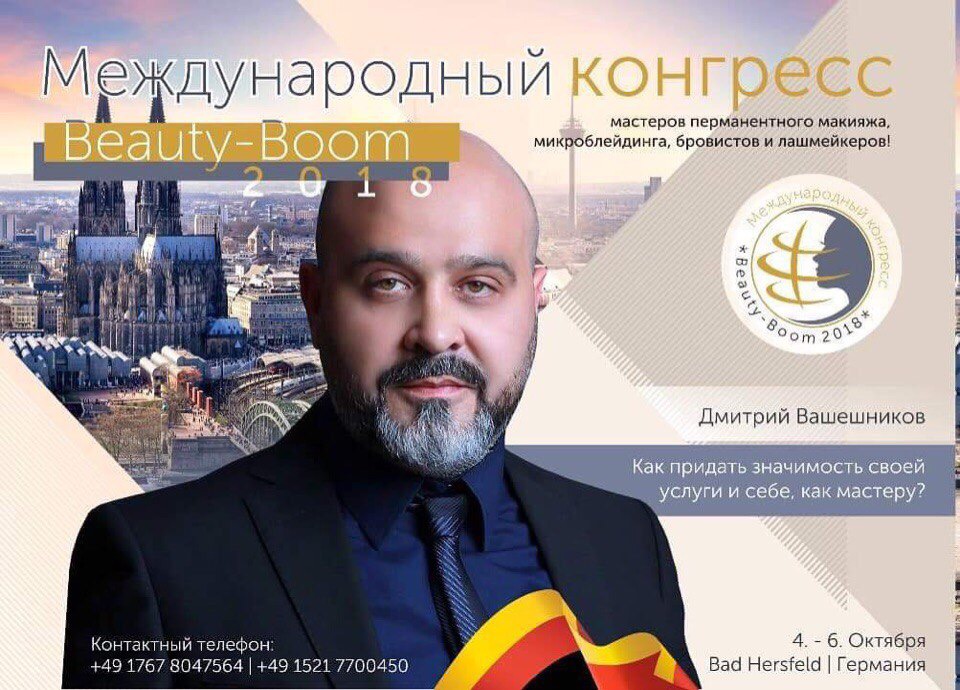 Международный конгресс
Beauty-Boom
2018
мастеров перманентного макияжа,
микроблейдинга, бровистов и лашмейкеров!
Международный конгресс
*Beauty-Boom 2018*
Дмитрий Вашешников
Как придать значимость своей
услуги и себе, как мастеру?
Контактный телефон:
+49 1767 8047564 | +49 1521 7700450
4. - 6. Октября
Bad Hersfeld | Германия